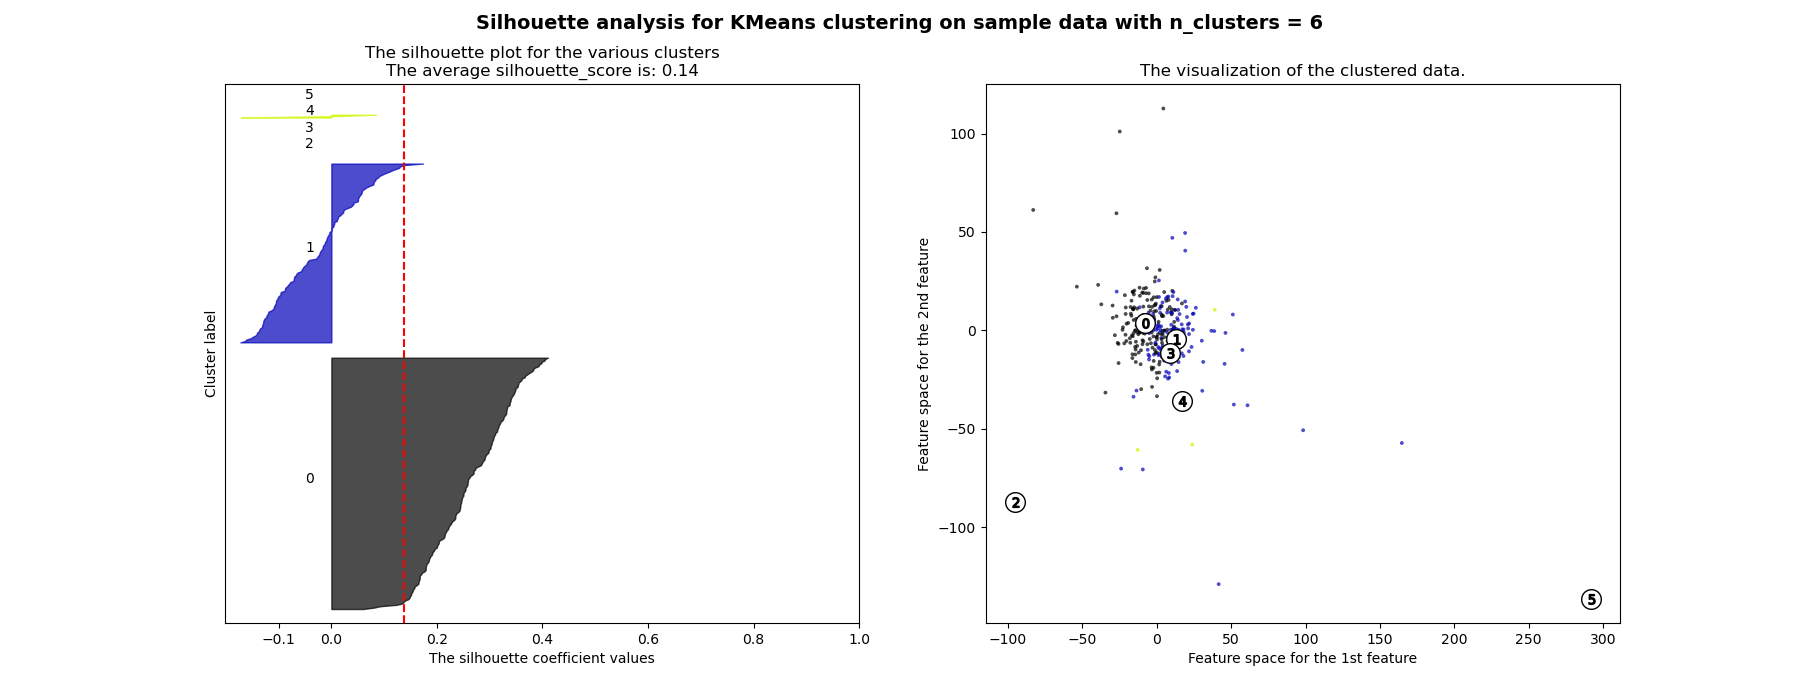 Silhouette analysis for KMeans clustering on sample data with n_clusters = 6
The silhouette plot for the various clusters
The average silhouette_score is: 0.14
5
4
3
2
1
0
Cluster label
−0.1 0.0 0.2 0.4 0.6 0.8 1.0
The silhouette coefficient values
The visualization of the clustered data.
100
50
0
−50
−100
Feature space for the 2nd feature
0
1
3
4
2
5
−100 −50 0 50 100 150 200 250 300
Feature space for the 1st feature